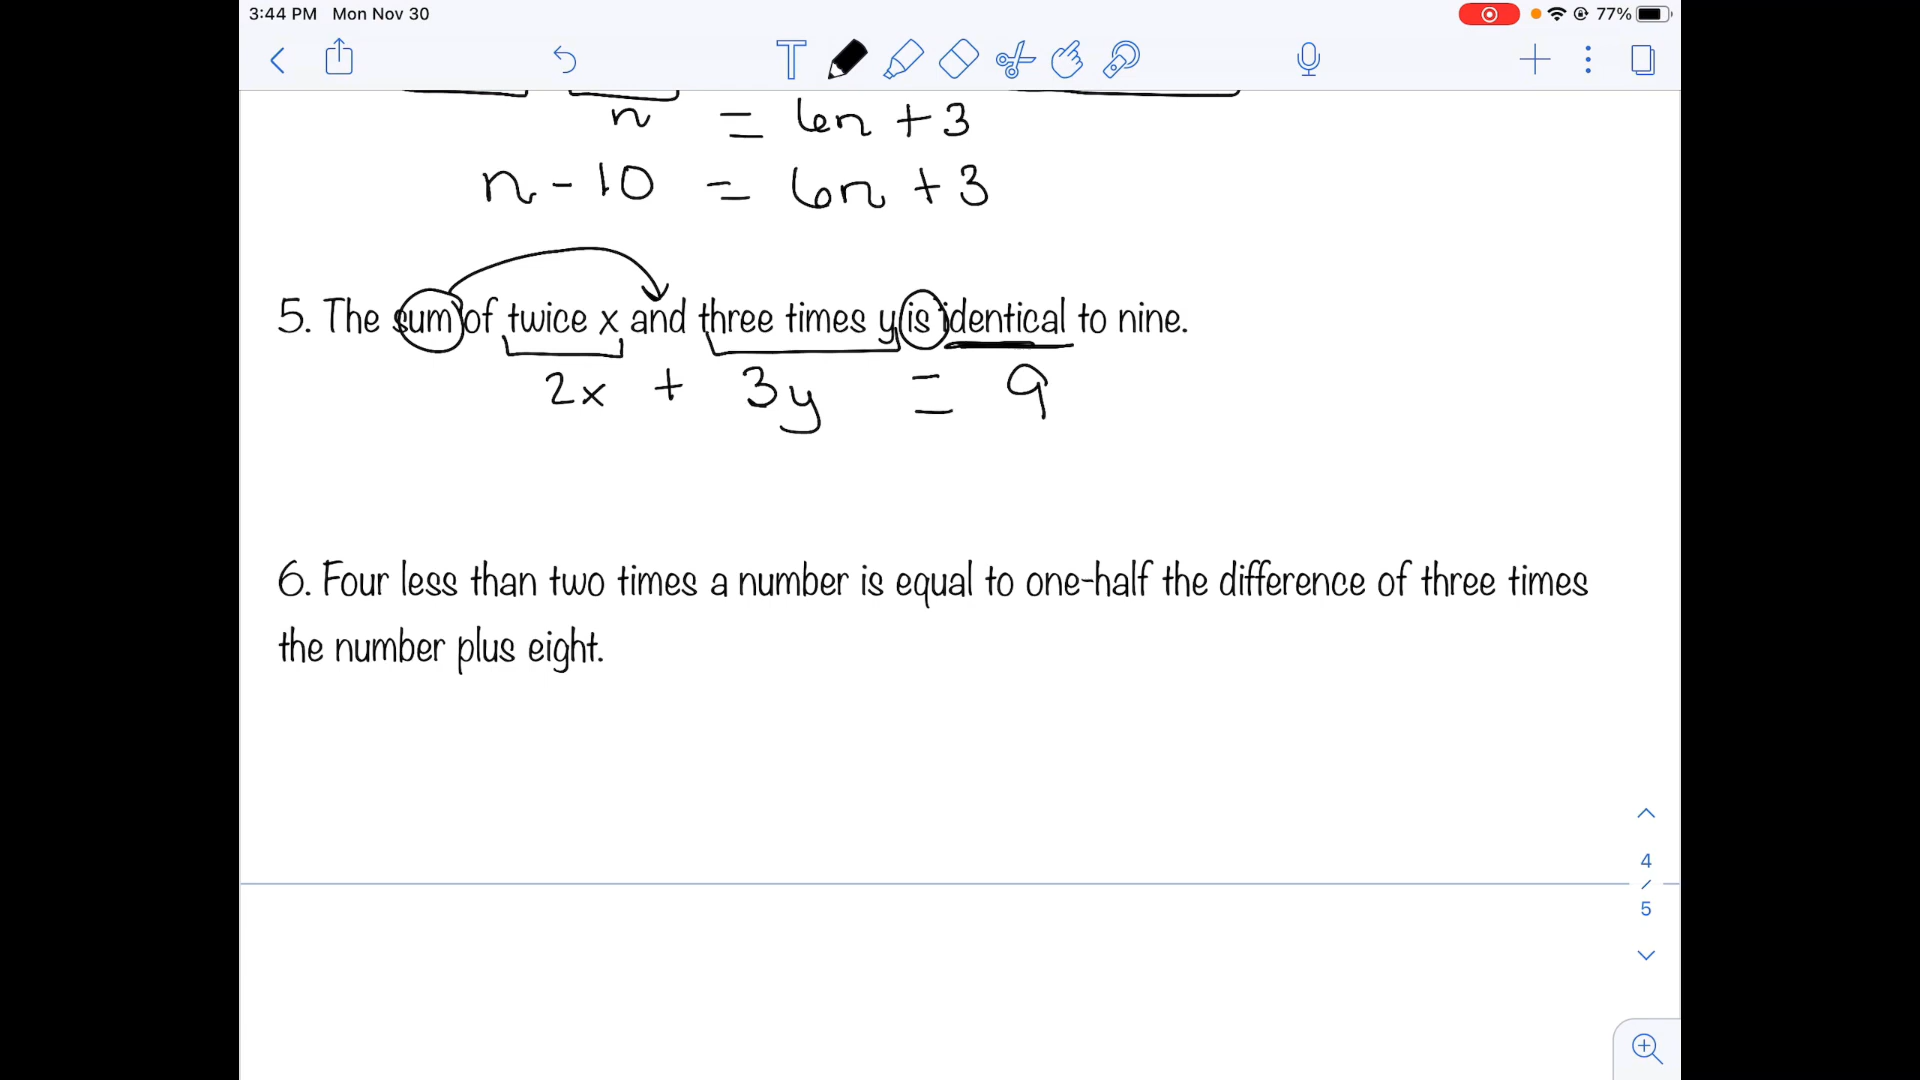 3:44 PM Mon Nov 30
77%
T
n = 6n + 3
n - 10 = 6n + 3
5. The sum of twice x and three times y is identical to nine.
2x + 3y = 9
6. Four less than two times a number is equal to one-half the difference of three times
the number plus eight.
4
/
5